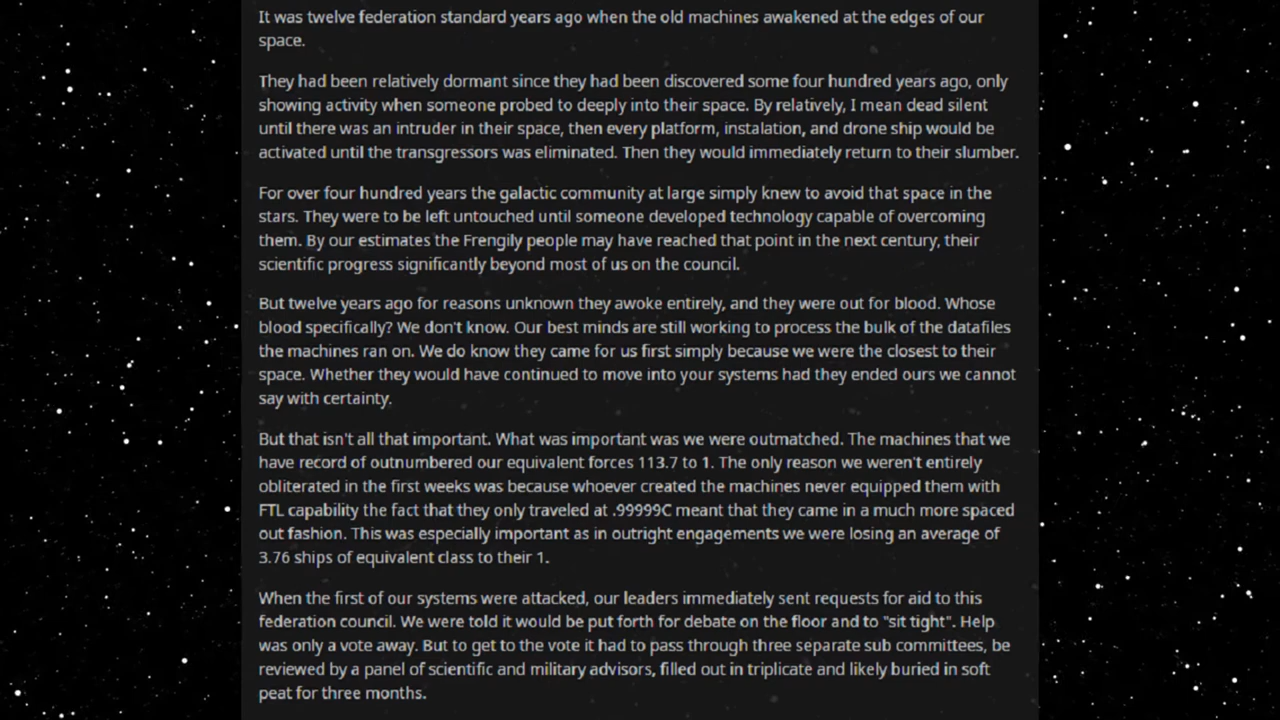 It was twelve federation standard years ago when the old machines awakened at the edges of our
space.
They had been relatively dormant since they had been discovered some four hundred years ago, only
showing activity when someone probed to deeply into their space. By relatively, I mean dead silent
until there was an intruder in their space, then every platform, instalation, and drone ship would be
activated until the transgressors was eliminated. Then they would immediately return to their slumber.
For over four hundred years the galactic community at large simply knew to avoid that space in the
stars. They were to be left untouched until someone developed technology capable of overcoming
them. By our estimates the Frengily people may have reached that point in the next century, their
scientific progress significantly beyond most of us on the council.
But twelve years ago for reasons unknown they awoke entirely, and they were out for blood. Whose
blood specifically? We don't know. Our best minds are still working to process the bulk of the datafiles
the machines ran on. We do know they came for us first simply because we were the closest to their
space. Whether they would have continued to move into your systems had they ended ours we cannot
say with certainty.
But that isn't all that important. What was important was we were outmatched. The machines that we
have record of outnumbered our equivalent forces 113.7 to 1. The only reason we weren't entirely
obliterated in the first weeks was because whoever created the machines never equipped them with
FTL capability the fact that they only traveled at .99999C meant that they came in a much more spaced
out fashion. This was especially important as in outright engagements we were losing an average of
3.76 ships of equivalent class to their 1.
When the first of our systems were attacked, our leaders immediately sent requests for aid to this
federation council. We were told it would be put forth for debate on the floor and to "sit tight". Help
was only a vote away. But to get to the vote it had to pass through three separate sub committees, be
reviewed by a panel of scientific and military advisors, filled out in triplicate and likely buried in soft
peat for three months.